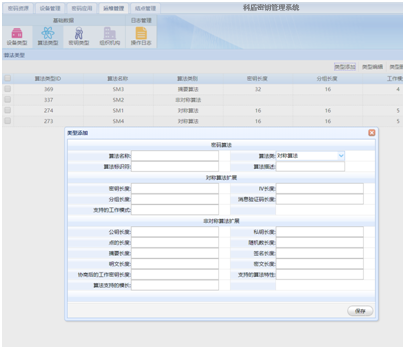 科盾密钥管理系统
密码资源 设备管理 密码应用 运维管理 组态管理
基础数据 日志管理
设备类型 算法类型 密钥类型 组织机构 操作日志
算法类型
类型添加 类型编辑
算法类型ID 算法名称 算法类别 密钥长度 分组长度
369 SM3 摘要算法 32 16 4
337 SM2 非对称算法
274 SM1 对称算法 16 16 5
273 SM4 对称算法 16 16 5
类型添加
密码算法
算法名称: 算法类: 对称算法
算法标识符: 算法描述:
对称算法扩展
密钥长度: IV长度:
分组长度: 消息验证码长度:
支持的工作模式:
非对称算法扩展
公钥长度: 私钥长度:
点的长度: 随机数长度:
摘要长度: 签名长度:
明文长度: 密文长度:
协商后的工作密钥长度: 支持的算法特性:
算法支持的模长:
保存